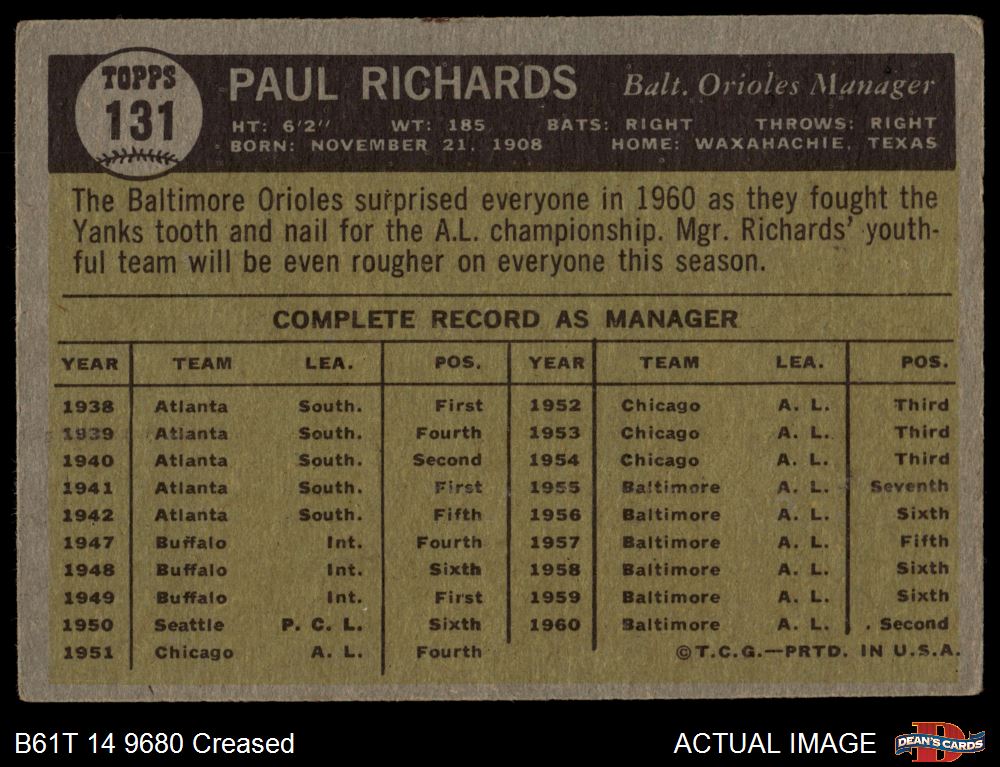 TOPPS
131
PAUL RICHARDS Balt. Orioles Manager
HT: 6'2" WT: 185 BATS: RIGHT THROWS: RIGHT
BORN: NOVEMBER 21, 1908 HOME: WAXAHACHIE, TEXAS
The Baltimore Orioles surprised everyone in 1960 as they fought the
Yanks tooth and nail for the A.L. championship. Mgr. Richards' youth-
ful team will be even rougher on everyone this season.
COMPLETE RECORD AS MANAGER
YEAR TEAM LEA. POS. YEAR TEAM LEA. POS.
1938 Atlanta South. First 1952 Chicago A. L. Third
1939 Atlanta South. Fourth 1953 Chicago A. L. Third
1940 Atlanta South. Second 1954 Chicago A. L. Third
1941 Atlanta South. First 1955 Baltimore A. L. Seventh
1942 Atlanta South. Fifth 1956 Baltimore A. L. Sixth
1947 Buffalo Int. Fourth 1957 Baltimore A. L. Fifth
1948 Buffalo Int. Sixth 1958 Baltimore A. L. Sixth
1949 Buffalo Int. First 1959 Baltimore A. L. Sixth
1950 Seattle P. C. L. Sixth 1960 Baltimore A. L. Second
1951 Chicago A. L. Fourth ©T.C.G.—PRTD. IN U.S.A.
B61T 14 9680 Creased ACTUAL IMAGE D DEAN'S CARDS